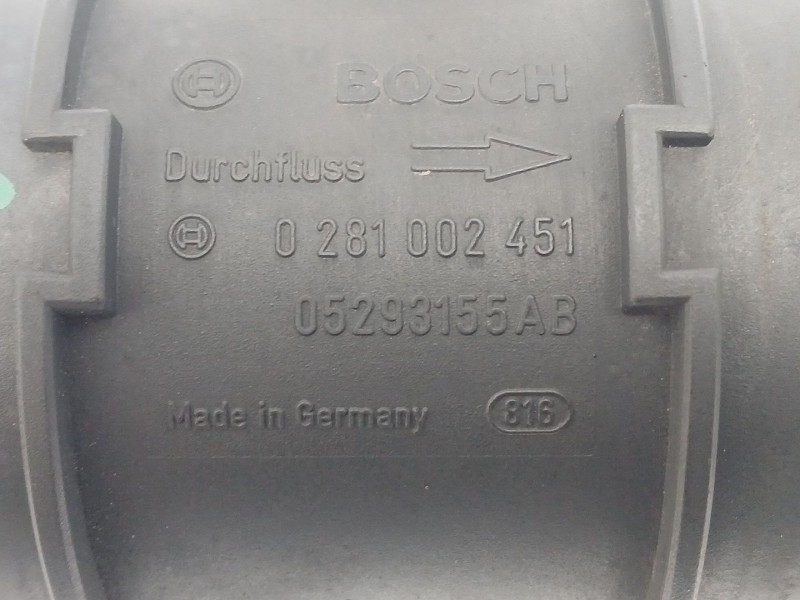 BOSCH
Durchfluss
0 281 002 451
05293155AB
Made in Germany 816